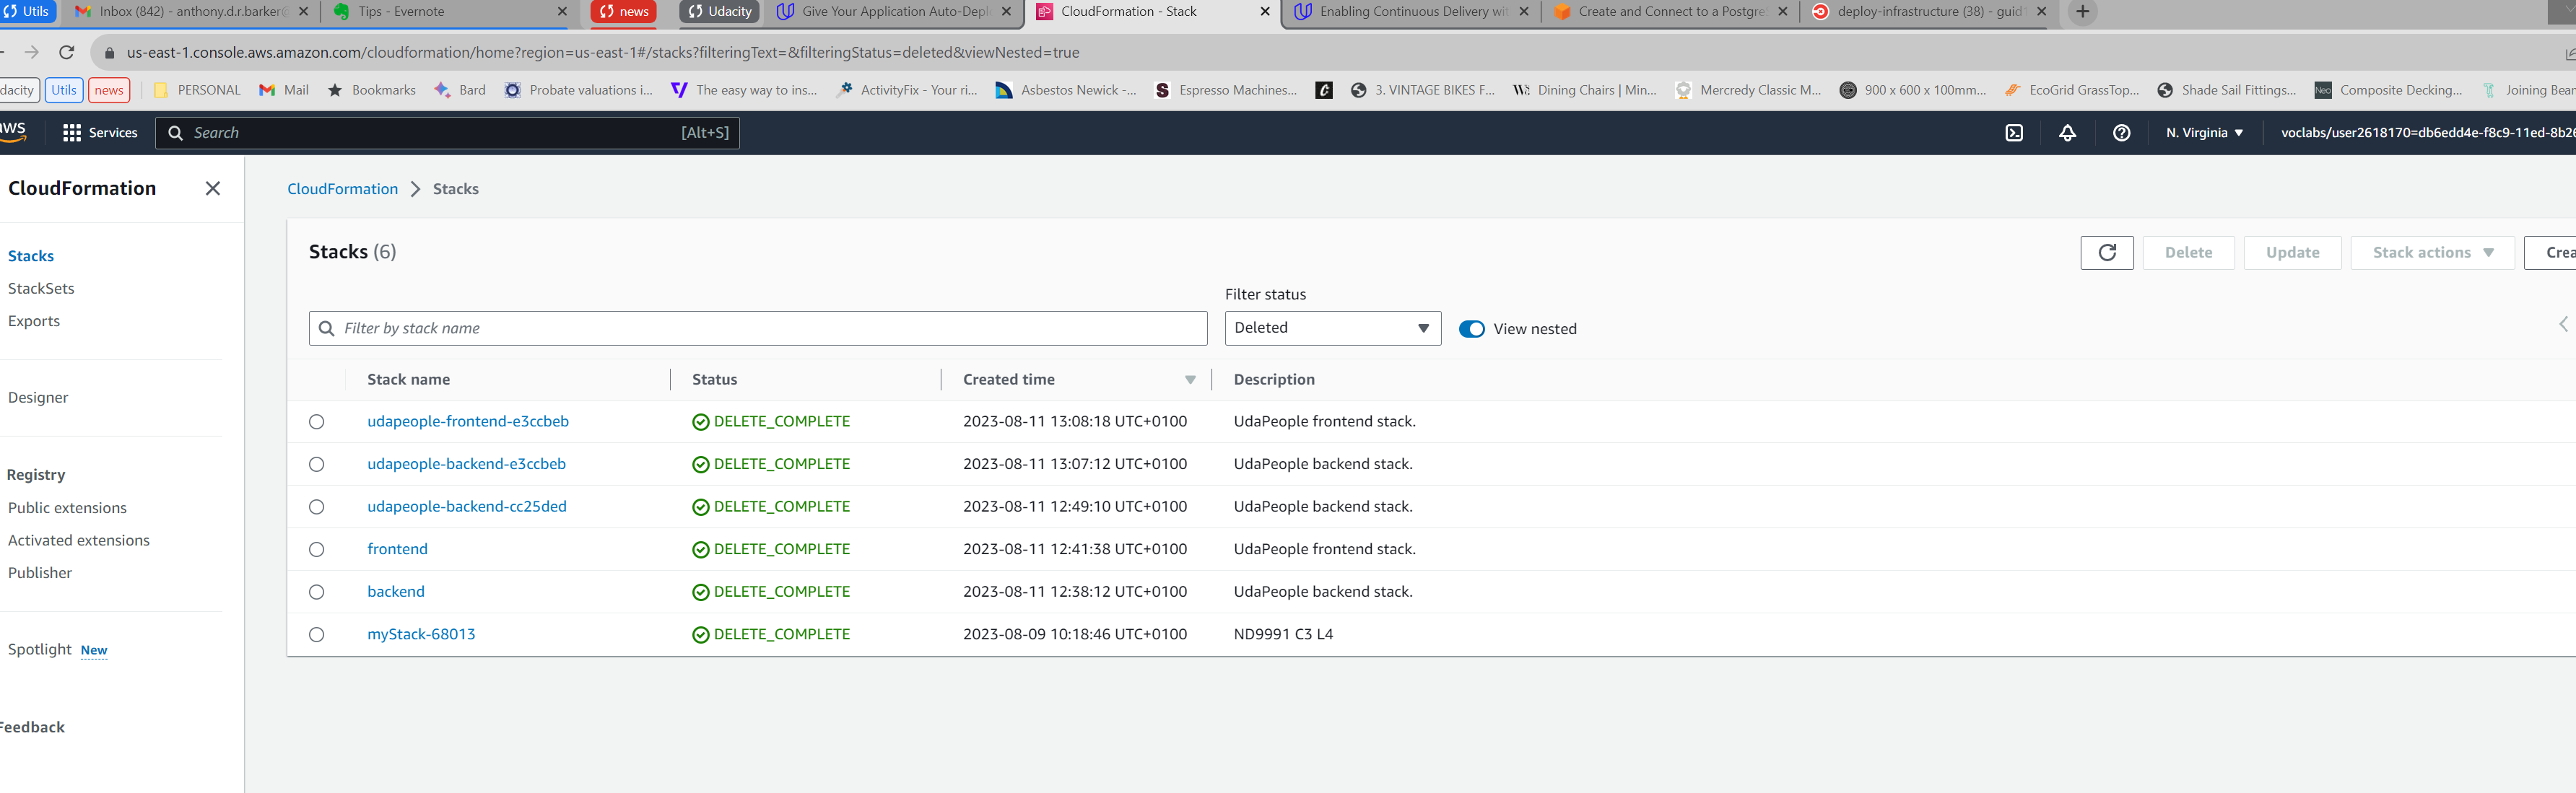 Utils
Inbox (842) - anthony.d.r.barker@
Tips - Evernote
news
Udacity
Give Your Application Auto-Depl
CloudFormation - Stack
Enabling Continuous Delivery wit
Create and Connect to a Postgre
deploy-infrastructure (38) - guid
us-east-1.console.aws.amazon.com/cloudformation/home?region=us-east-1#/stacks?filteringText=&filteringStatus=deleted&viewNested=true
dacity
Utils
news
PERSONAL
Mail
Bookmarks
Bard
Probate valuations i...
The easy way to ins...
ActivityFix - Your ri...
Asbestos Newick -...
Espresso Machines...
3. VINTAGE BIKES F...
Dining Chairs | Min...
Mercredy Classic M...
900 x 600 x 100mm...
EcoGrid GrassTop...
Shade Sail Fittings...
Neo
Composite Decking...
Joining Bear
aws
Services
Search
[Alt+S]
N. Virginia
voclabs/user2618170=db6edd4e-f8c9-11ed-8b26
CloudFormation
Stacks
StackSets
Exports
Designer
Registry
Public extensions
Activated extensions
Publisher
Spotlight New
Feedback
CloudFormation > Stacks
Stacks (6)
Delete
Update
Stack actions
Crea
Filter by stack name
Filter status
Deleted
View nested
Stack name Status Created time Description
udapeople-frontend-e3ccbeb DELETE_COMPLETE 2023-08-11 13:08:18 UTC+0100 UdaPeople frontend stack.
udapeople-backend-e3ccbeb DELETE_COMPLETE 2023-08-11 13:07:12 UTC+0100 UdaPeople backend stack.
udapeople-backend-cc25ded DELETE_COMPLETE 2023-08-11 12:49:10 UTC+0100 UdaPeople backend stack.
frontend DELETE_COMPLETE 2023-08-11 12:41:38 UTC+0100 UdaPeople frontend stack.
backend DELETE_COMPLETE 2023-08-11 12:38:12 UTC+0100 UdaPeople backend stack.
myStack-68013 DELETE_COMPLETE 2023-08-09 10:18:46 UTC+0100 ND9991 C3 L4